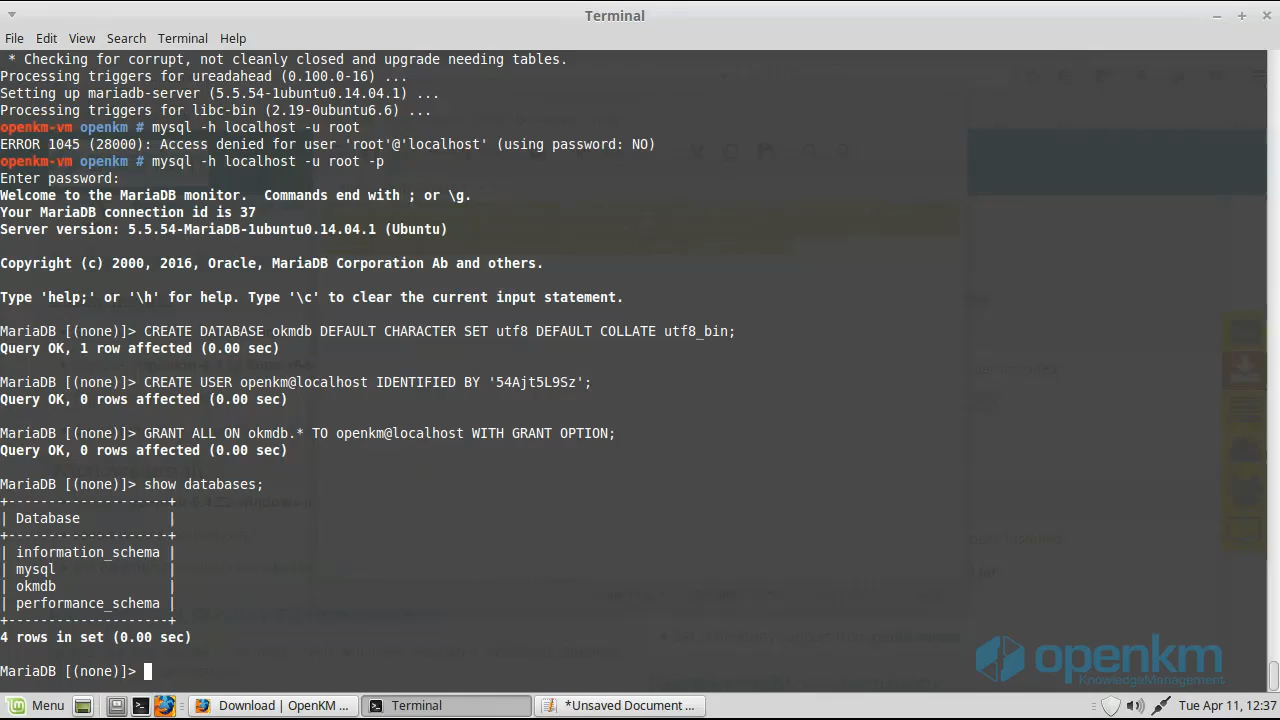 Terminal
File Edit View Search Terminal Help
* Checking for corrupt, not cleanly closed and upgrade needing tables.
Processing triggers for ureadahead (0.100.0-16) ...
Setting up mariadb-server (5.5.54-1ubuntu0.14.04.1) ...
Processing triggers for libc-bin (2.19-0ubuntu6.6) ...
openkm-vm openkm # mysql -h localhost -u root
ERROR 1045 (28000): Access denied for user 'root'@'localhost' (using password: NO)
openkm-vm openkm # mysql -h localhost -u root -p
Enter password:
Welcome to the MariaDB monitor.  Commands end with ; or \g.
Your MariaDB connection id is 37
Server version: 5.5.54-MariaDB-1ubuntu0.14.04.1 (Ubuntu)
Copyright (c) 2000, 2016, Oracle, MariaDB Corporation Ab and others.
Type 'help;' or '\h' for help. Type '\c' to clear the current input statement.
MariaDB [(none)]> CREATE DATABASE okmdb DEFAULT CHARACTER SET utf8 DEFAULT COLLATE utf8_bin;
Query OK, 1 row affected (0.00 sec)
MariaDB [(none)]> CREATE USER openkm@localhost IDENTIFIED BY '54Ajt5L9Sz';
Query OK, 0 rows affected (0.00 sec)
MariaDB [(none)]> GRANT ALL ON okmdb.* TO openkm@localhost WITH GRANT OPTION;
Query OK, 0 rows affected (0.00 sec)
MariaDB [(none)]> show databases;
+--------------------+
| Database           |
+--------------------+
| information_schema |
| mysql              |
| okmdb              |
| performance_schema |
+--------------------+
4 rows in set (0.00 sec)
MariaDB [(none)]>
openkm
KnowledgeManagement
Menu Download | OpenKM ... Terminal *Unsaved Document ... Tue Apr 11, 12:37